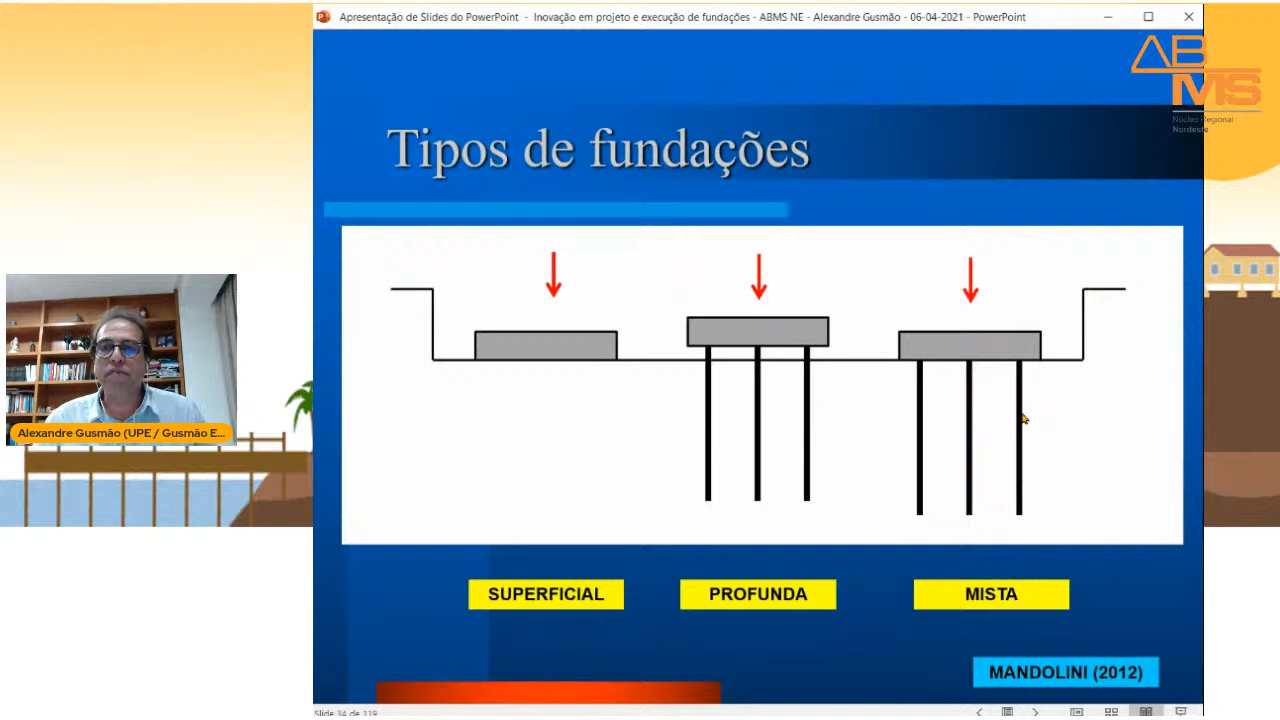 Apresentação de Slides do PowerPoint - Inovação em projeto e execução de fundações - ABMS NE - Alexandre Gusmão - 06-04-2021 - PowerPoint
AB
MS
Núcleo Regional
Nordeste
Tipos de fundações
Alexandre Gusmão (UPE / Gusmão E...
SUPERFICIAL
PROFUNDA
MISTA
MANDOLINI (2012)
Slide 34 de 119